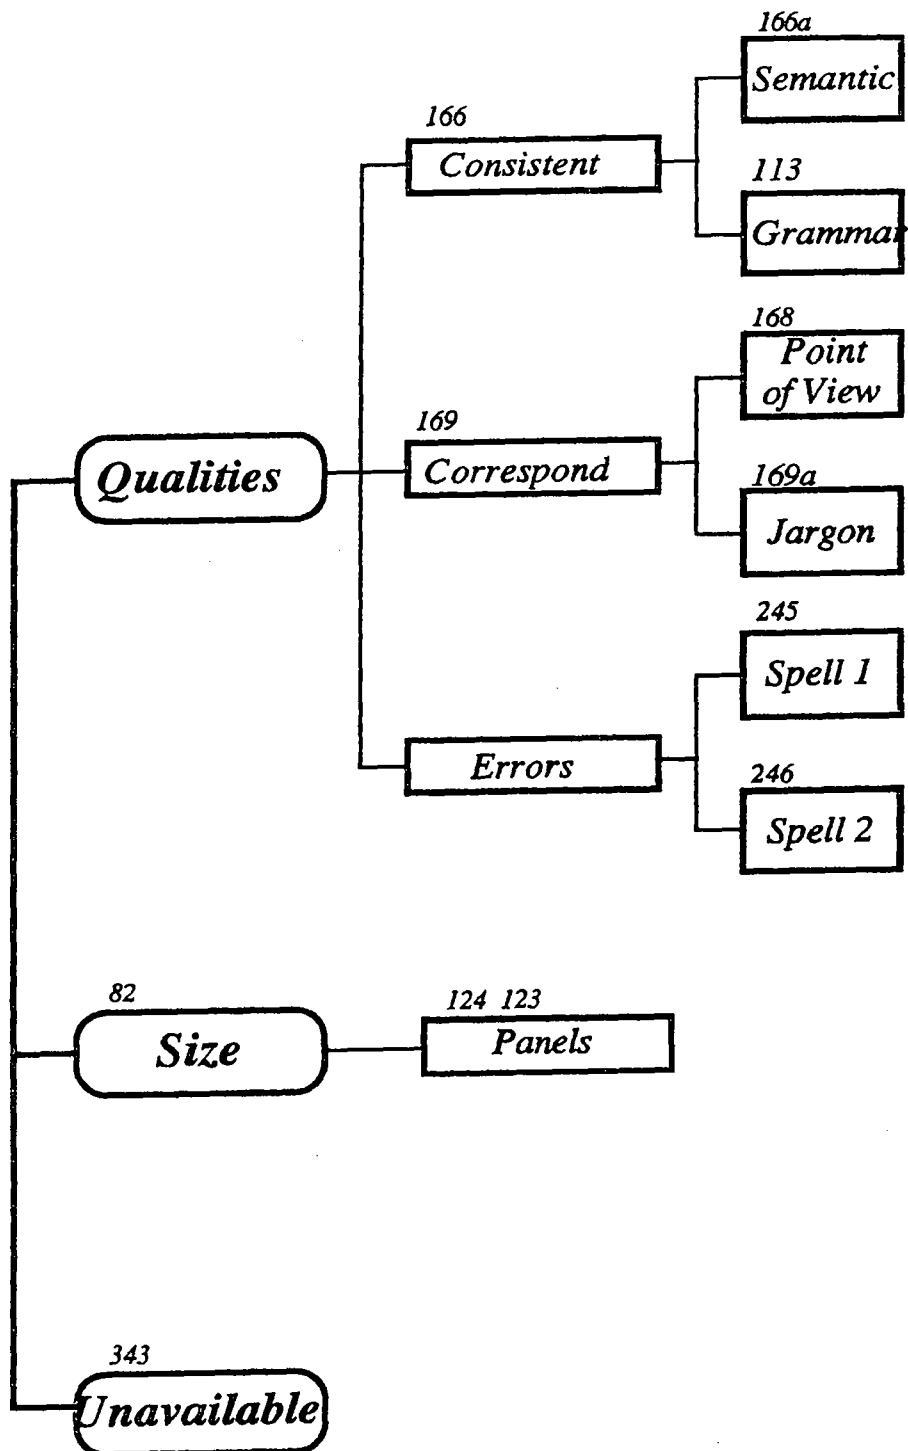 166a
Semantic
166
Consistent
113
Grammar
168
Point
of View
169
Correspond
Qualities
169a
Jargon
245
Spell 1
Errors
246
Spell 2
82
Size
124 123
Panels
343
Unavailable